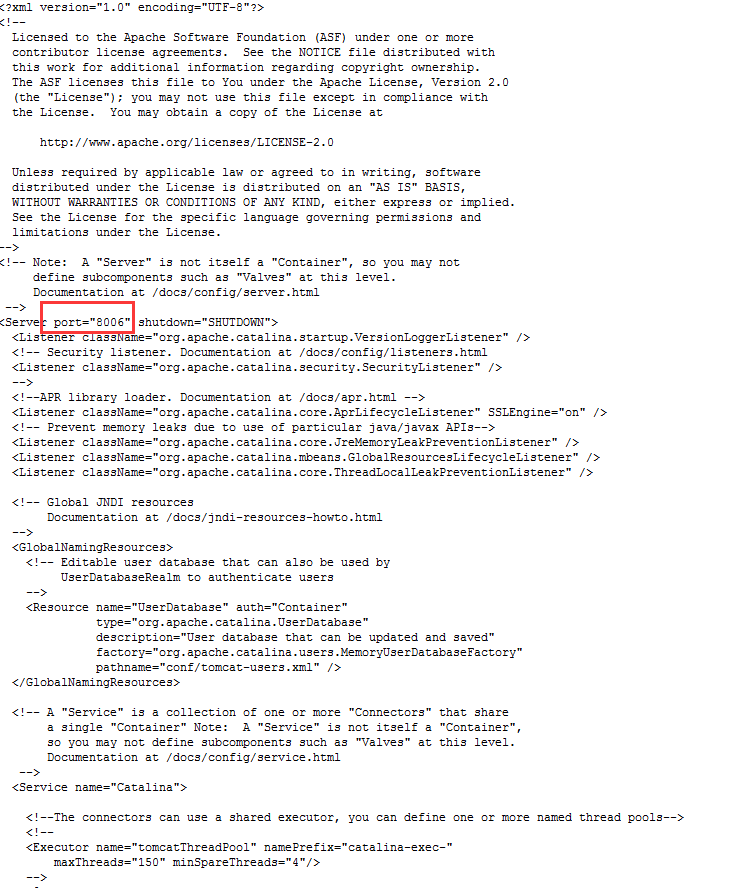 <?xml version="1.0" encoding="UTF-8"?>
<!--
  Licensed to the Apache Software Foundation (ASF) under one or more
  contributor license agreements.  See the NOTICE file distributed with
  this work for additional information regarding copyright ownership.
  The ASF licenses this file to You under the Apache License, Version 2.0
  (the "License"); you may not use this file except in compliance with
  the License.  You may obtain a copy of the License at

      http://www.apache.org/licenses/LICENSE-2.0

  Unless required by applicable law or agreed to in writing, software
  distributed under the License is distributed on an "AS IS" BASIS,
  WITHOUT WARRANTIES OR CONDITIONS OF ANY KIND, either express or implied.
  See the License for the specific language governing permissions and
  limitations under the License.
-->
<!-- Note:  A "Server" is not itself a "Container", so you may not
     define subcomponents such as "Valves" at this level.
     Documentation at /docs/config/server.html
 -->
<Server port="8006" shutdown="SHUTDOWN">
  <Listener className="org.apache.catalina.startup.VersionLoggerListener" />
  <!-- Security listener. Documentation at /docs/config/listeners.html
  <Listener className="org.apache.catalina.security.SecurityListener" />
  -->
  <!--APR library loader. Documentation at /docs/apr.html -->
  <Listener className="org.apache.catalina.core.AprLifecycleListener" SSLEngine="on" />
  <!-- Prevent memory leaks due to use of particular java/javax APIs-->
  <Listener className="org.apache.catalina.core.JreMemoryLeakPreventionListener" />
  <Listener className="org.apache.catalina.mbeans.GlobalResourcesLifecycleListener" />
  <Listener className="org.apache.catalina.core.ThreadLocalLeakPreventionListener" />

  <!-- Global JNDI resources
       Documentation at /docs/jndi-resources-howto.html
  -->
  <GlobalNamingResources>
    <!-- Editable user database that can also be used by
         UserDatabaseRealm to authenticate users
    -->
    <Resource name="UserDatabase" auth="Container"
              type="org.apache.catalina.UserDatabase"
              description="User database that can be updated and saved"
              factory="org.apache.catalina.users.MemoryUserDatabaseFactory"
              pathname="conf/tomcat-users.xml" />
  </GlobalNamingResources>

  <!-- A "Service" is a collection of one or more "Connectors" that share
       a single "Container" Note:  A "Service" is not itself a "Container",
       so you may not define subcomponents such as "Valves" at this level.
       Documentation at /docs/config/service.html
   -->
  <Service name="Catalina">

    <!--The connectors can use a shared executor, you can define one or more named thread pools-->
    <!--
    <Executor name="tomcatThreadPool" namePrefix="catalina-exec-"
        maxThreads="150" minSpareThreads="4"/>
    -->